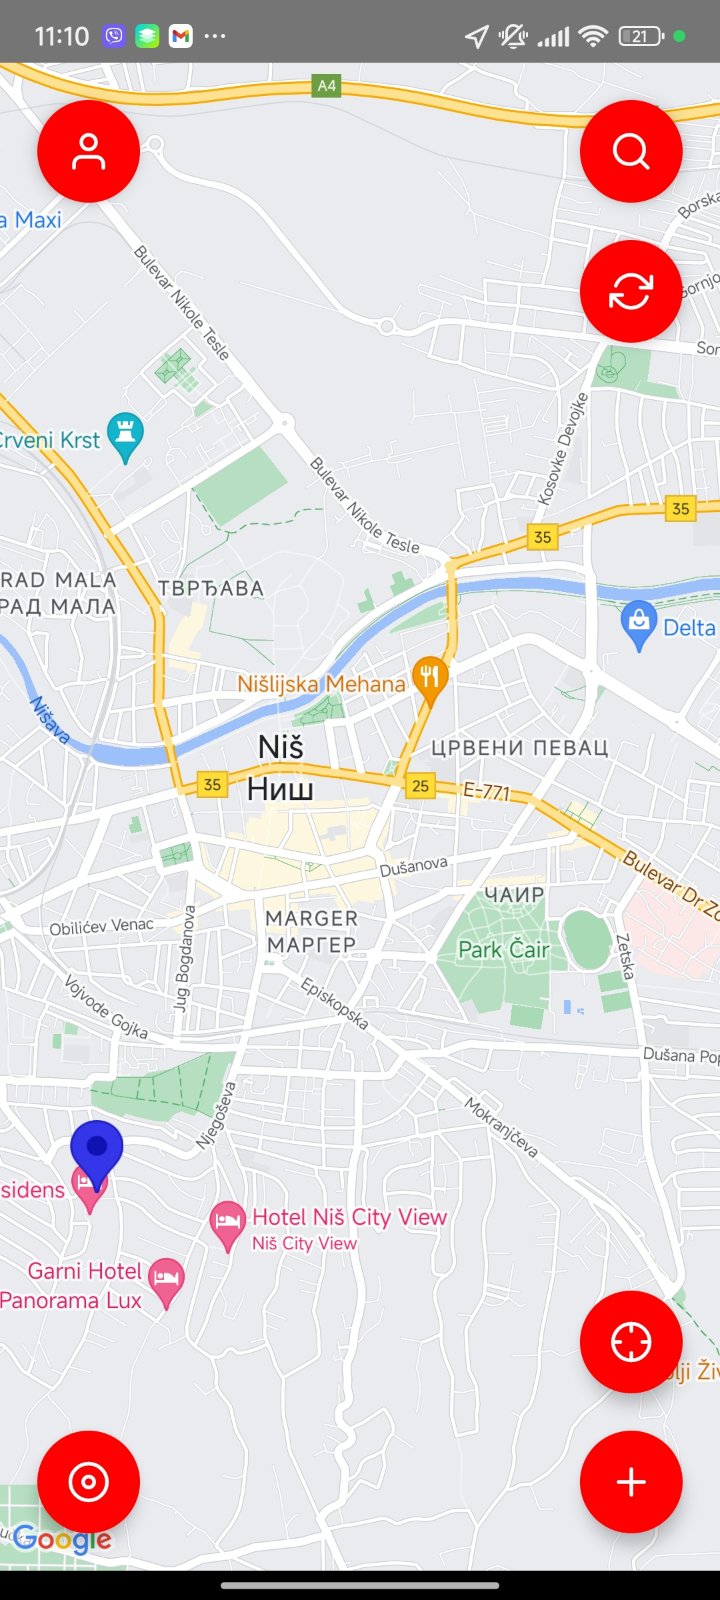 11:10
21
A4
a Maxi
Borska
Gornjo
Bulevar Nikole Tesle
Kosovke Devojke
Crveni Krst
Bulevar Nikole Tesle
35
35
RAD MALA
РАД МАЛА
ТВРЂАВА
Delta
Nišlijska Mehana
Nišava
Niš
Ниш
ЦРВЕНИ ПЕВАЦ
35
25
E-771
Dušanova
Bulevar Dr Zo
ЧАИР
MARGER
МАРГЕР
Obilićev Venac
Jug Bogdanova
Park Čair
Zetska
Vojvode Gojka
Episkopska
Dušana Pop
Njegoševa
Mokranjčeva
sidens
Hotel Niš City View
Niš City View
Garni Hotel
Panorama Lux
lji Živ
Google